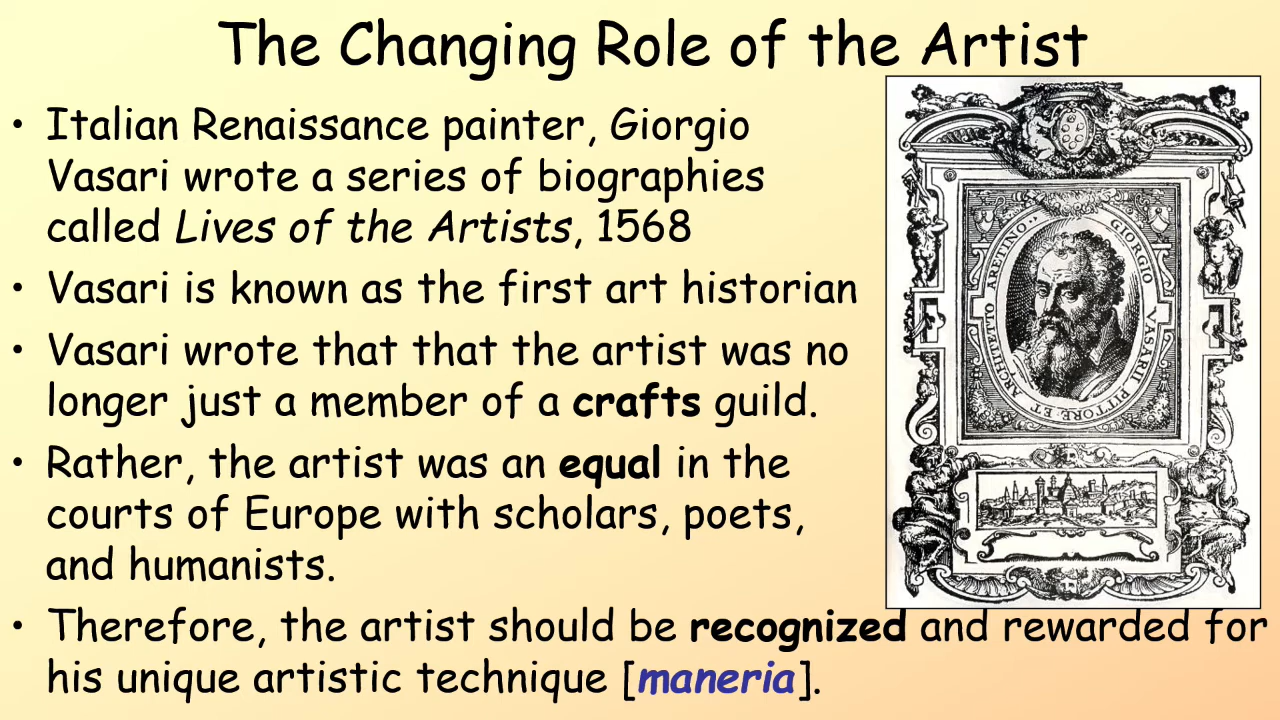 The Changing Role of the Artist
• Italian Renaissance painter, Giorgio
Vasari wrote a series of biographies
called Lives of the Artists, 1568
• Vasari is known as the first art historian
• Vasari wrote that that the artist was no
longer just a member of a crafts guild.
• Rather, the artist was an equal in the
courts of Europe with scholars, poets,
and humanists.
• Therefore, the artist should be recognized and rewarded for
his unique artistic technique [maneria].
GIORGIO VASARII PITTORE ET ARCHITETTO ARETINO